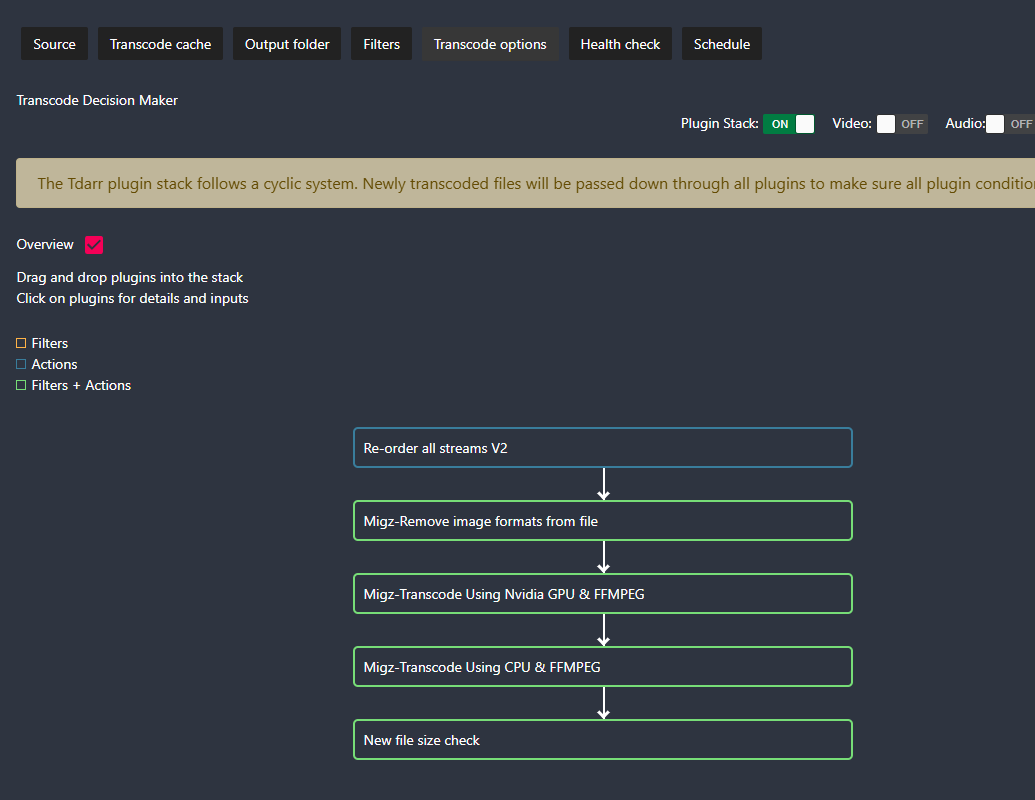 Source Transcode cache Output folder Filters Transcode options Health check Schedule
Transcode Decision Maker
Plugin Stack: ON Video: OFF Audio: OFF
The Tdarr plugin stack follows a cyclic system. Newly transcoded files will be passed down through all plugins to make sure all plugin
Overview
Drag and drop plugins into the stack
Click on plugins for details and inputs
Filters
Actions
Filters + Actions
Re-order all streams V2
Migz-Remove image formats from file
Migz-Transcode Using Nvidia GPU & FFMPEG
Migz-Transcode Using CPU & FFMPEG
New file size check